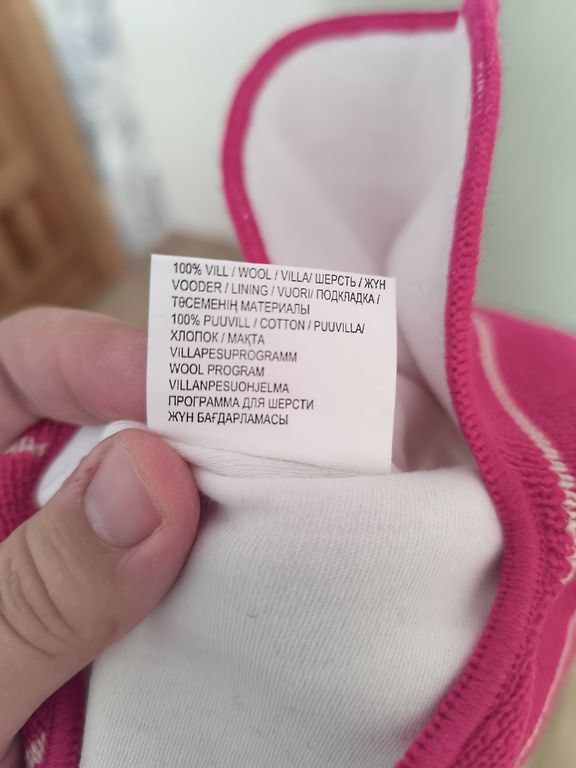 100% VILL / WOOL / VILLA/ ШЕРСТЬ / ЖҮН
VOODER / LINING / VUORI/ ПОДКЛАДКА /
ТӨСЕМЕНІҢ МАТЕРИАЛЫ
100% PUUVILL / COTTON / PUUVILLA/
ХЛОПОК / МАҚТА
VILLAPESUPROGRAMM
WOOL PROGRAM
VILLANPESUOHJELMA
ПРОГРАММА ДЛЯ ШЕРСТИ
ЖҮН БАҒДАРЛАМАСЫ